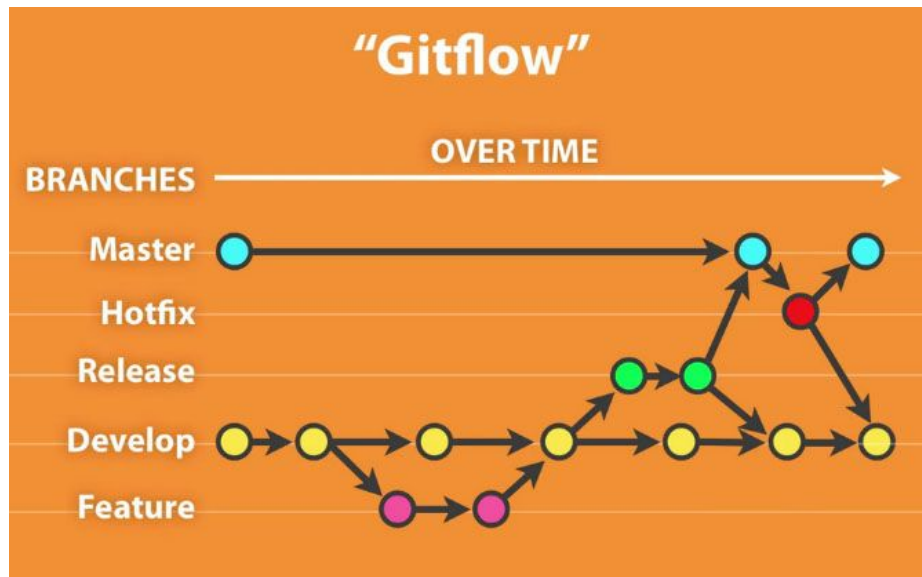 “Gitflow”
OVER TIME
BRANCHES
Master
Hotfix
Release
Develop
Feature